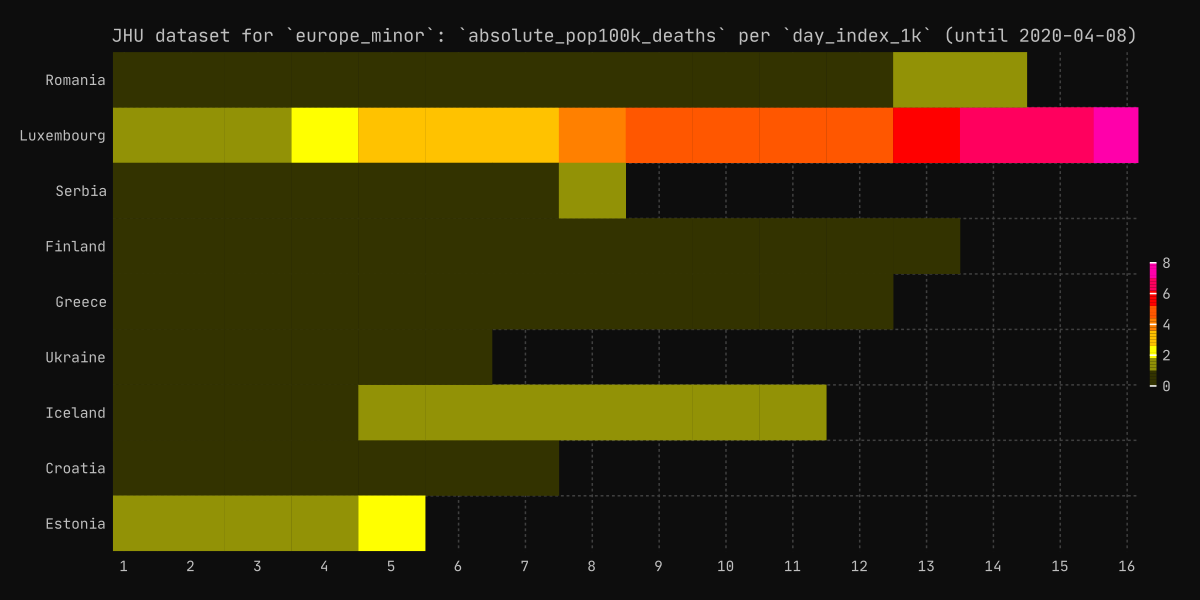 JHU dataset for `europe_minor`: `absolute_pop100k_deaths` per `day_index_1k` (until 2020-04-08)
Romania
Luxembourg
Serbia
Finland
Greece
Ukraine
Iceland
Croatia
Estonia
8
6
4
2
0
1 2 3 4 5 6 7 8 9 10 11 12 13 14 15 16